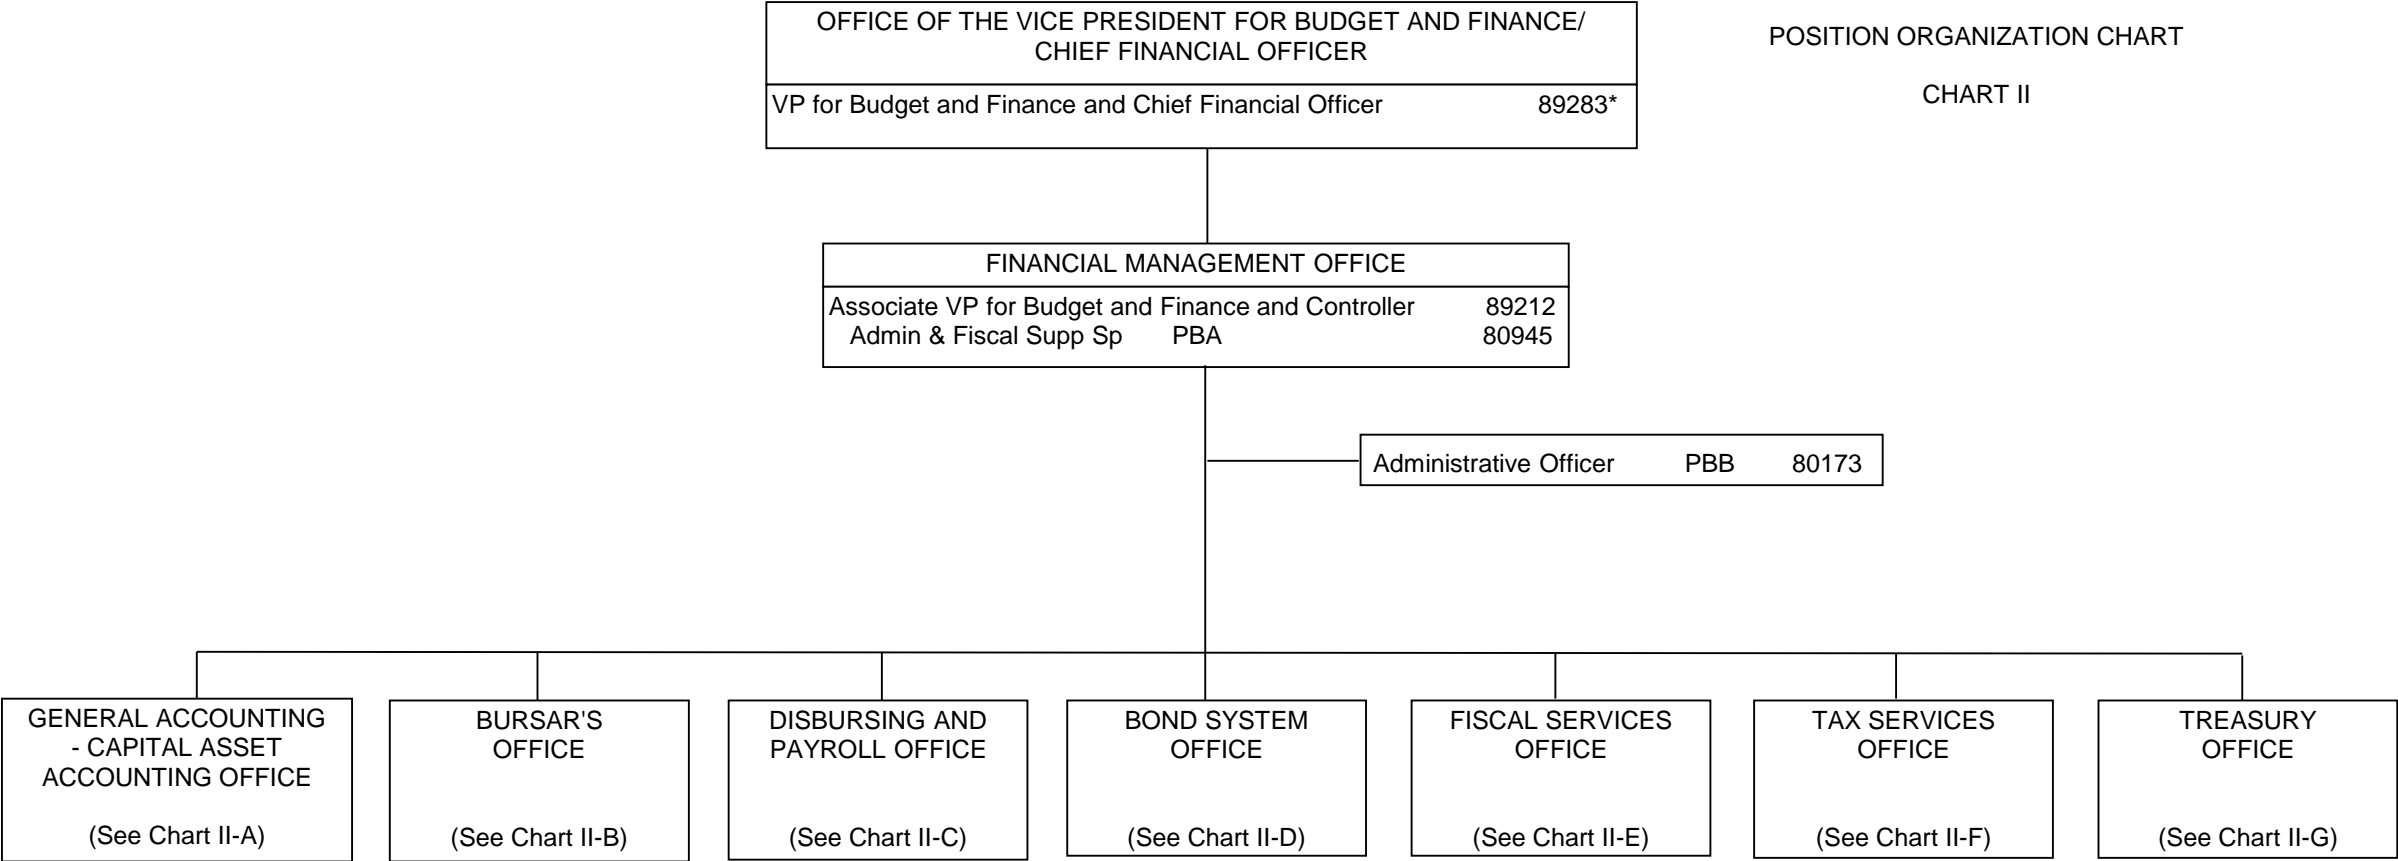 OFFICE OF THE VICE PRESIDENT FOR BUDGET AND FINANCE/
CHIEF FINANCIAL OFFICER
VP for Budget and Finance and Chief Financial Officer 89283*
POSITION ORGANIZATION CHART
CHART II
FINANCIAL MANAGEMENT OFFICE
Associate VP for Budget and Finance and Controller 89212
Admin & Fiscal Supp Sp PBA 80945
Administrative Officer PBB 80173
GENERAL ACCOUNTING
- CAPITAL ASSET
ACCOUNTING OFFICE
(See Chart II-A)
BURSAR'S
OFFICE
(See Chart II-B)
DISBURSING AND
PAYROLL OFFICE
(See Chart II-C)
BOND SYSTEM
OFFICE
(See Chart II-D)
FISCAL SERVICES
OFFICE
(See Chart II-E)
TAX SERVICES
OFFICE
(See Chart II-F)
TREASURY
OFFICE
(See Chart II-G)